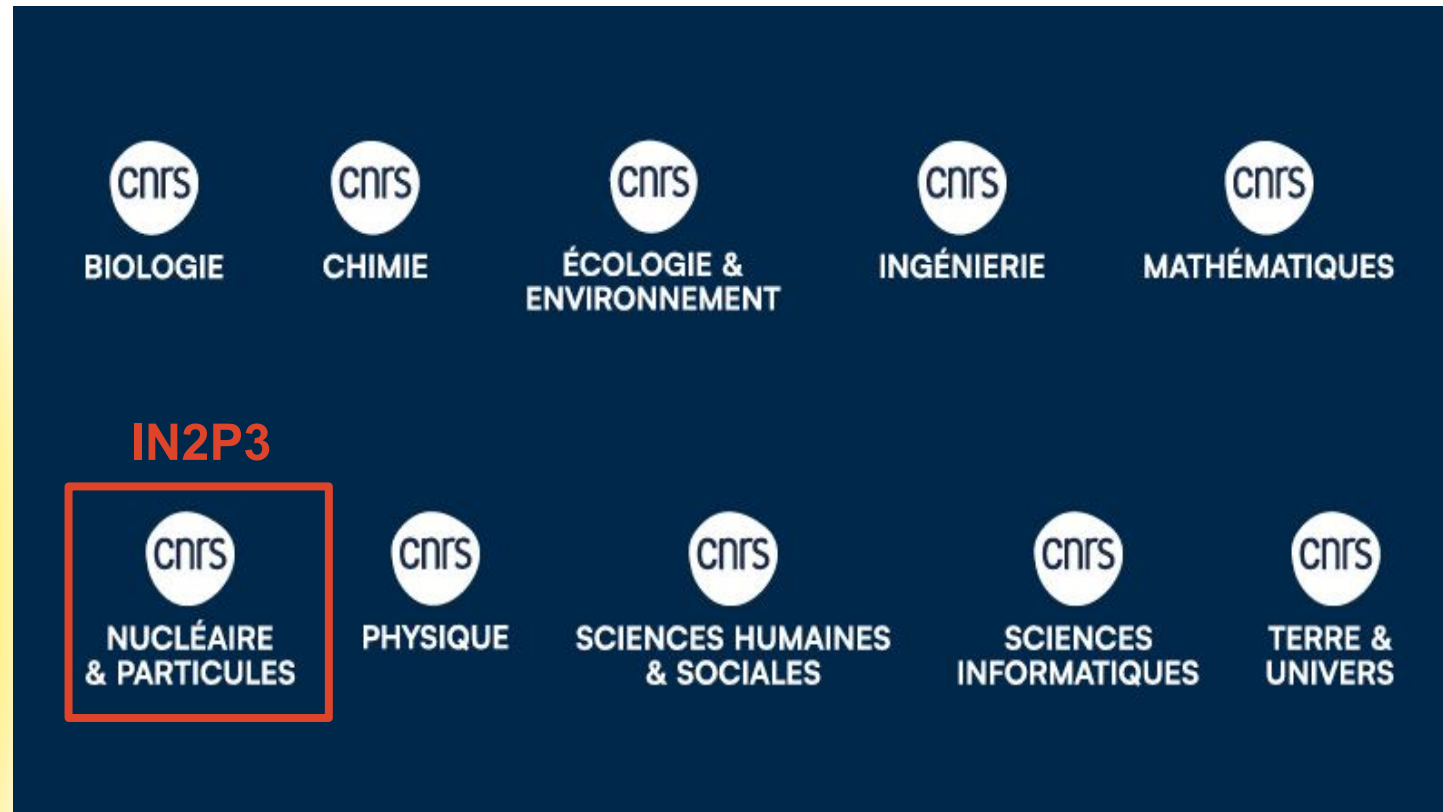 cnrs
BIOLOGIE
cnrs
CHIMIE
cnrs
ÉCOLOGIE &
ENVIRONNEMENT
cnrs
INGÉNIERIE
cnrs
MATHÉMATIQUES
IN2P3
cnrs
NUCLÉAIRE
& PARTICULES
cnrs
PHYSIQUE
cnrs
SCIENCES HUMAINES
& SOCIALES
cnrs
SCIENCES
INFORMATIQUES
cnrs
TERRE &
UNIVERS